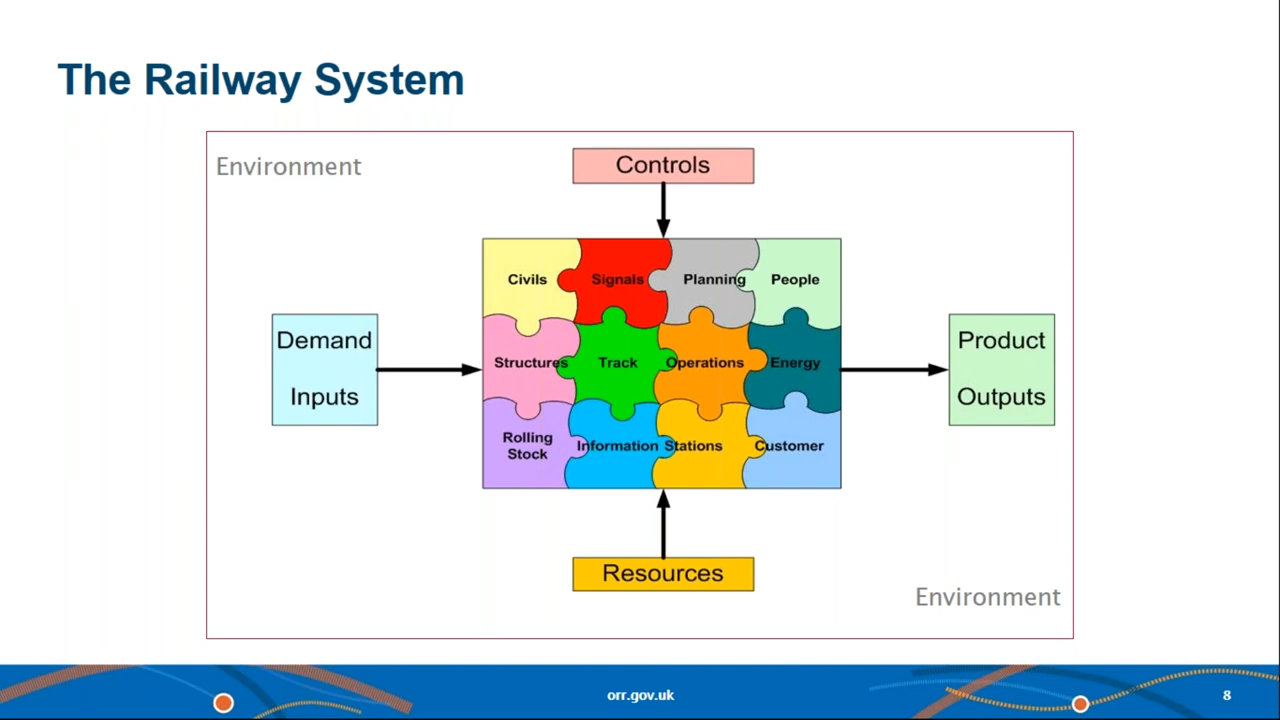 The Railway System
Environment
Controls
Civils
Signals
Planning
People
Demand
Inputs
Structures
Track
Operations
Energy
Product
Outputs
Rolling
Stock
Information
Stations
Customer
Resources
Environment
orr.gov.uk
8